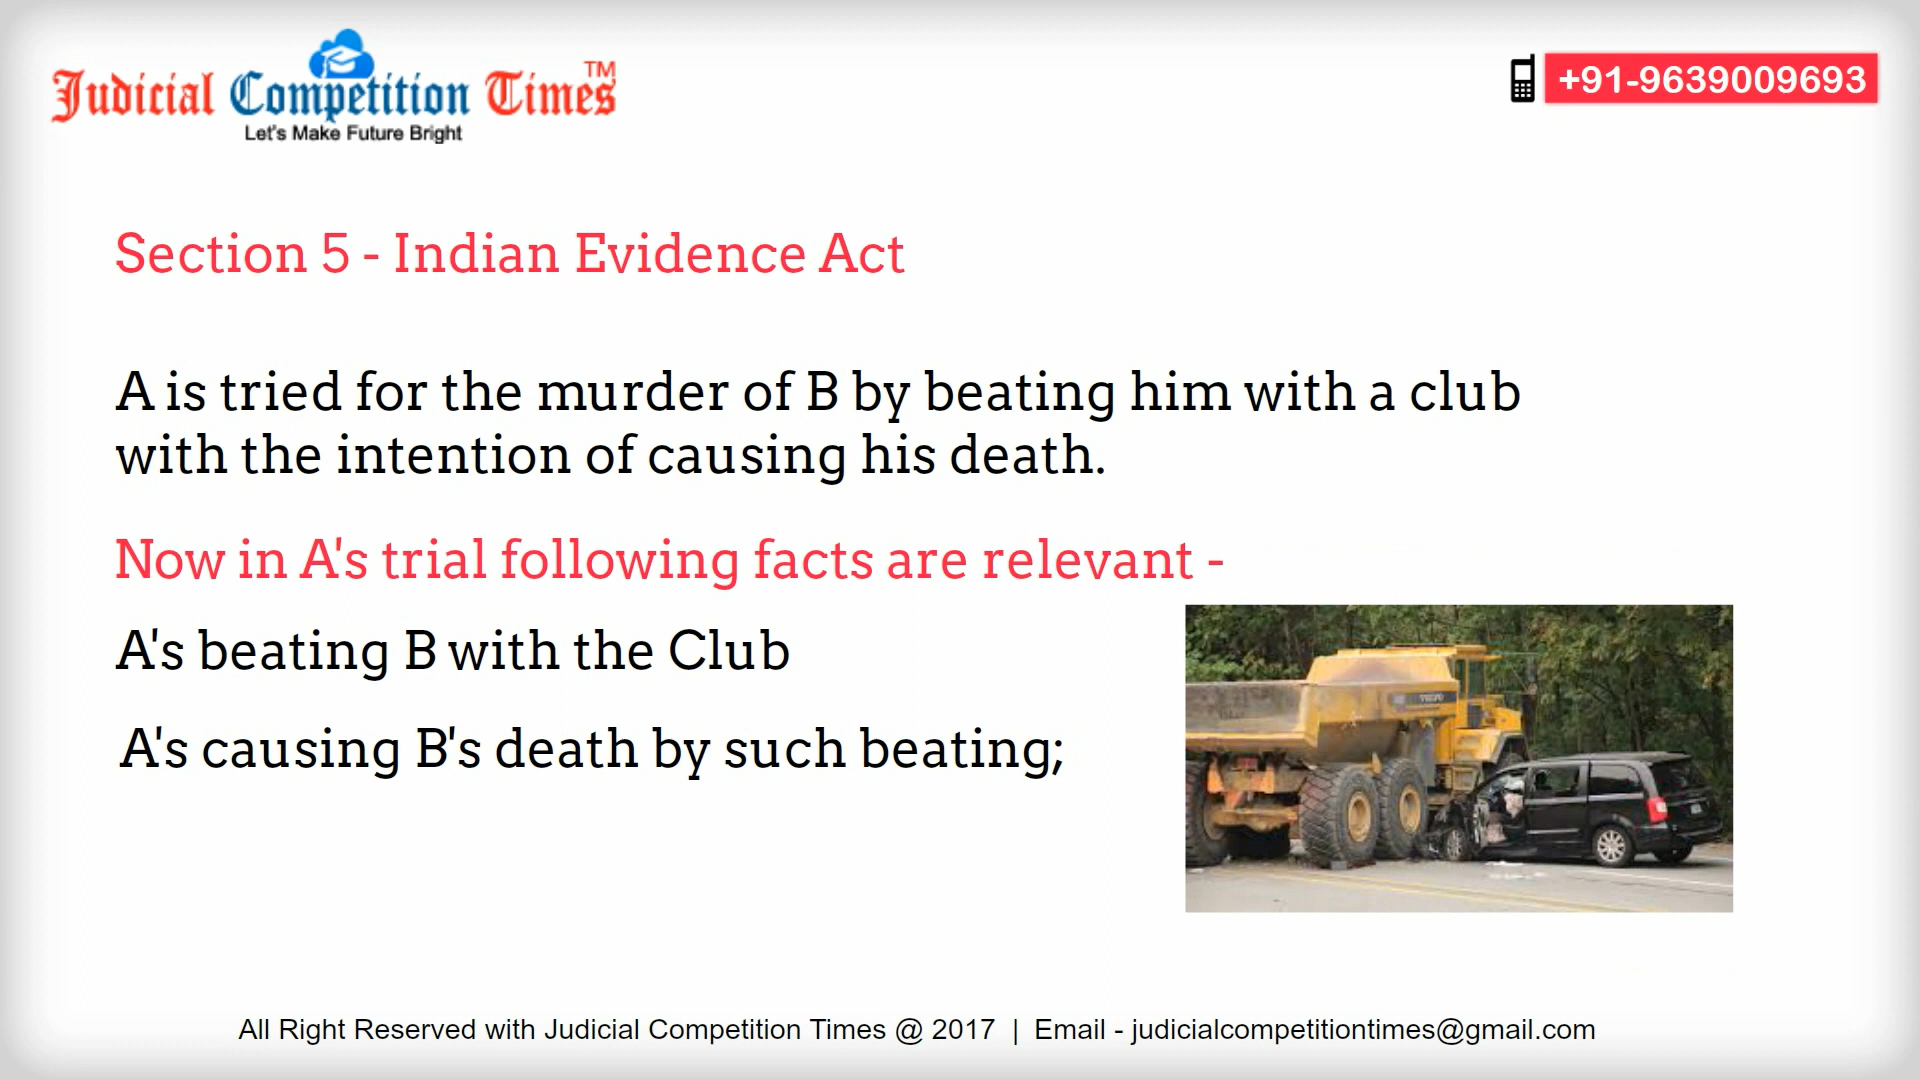 Judicial Competition Times TM
Let's Make Future Bright
+91-9639009693
Section 5 - Indian Evidence Act
A is tried for the murder of B by beating him with a club
with the intention of causing his death.
Now in A's trial following facts are relevant -
A's beating B with the Club
A's causing B's death by such beating;
All Right Reserved with Judicial Competition Times @ 2017 | Email - judicialcompetitiontimes@gmail.com